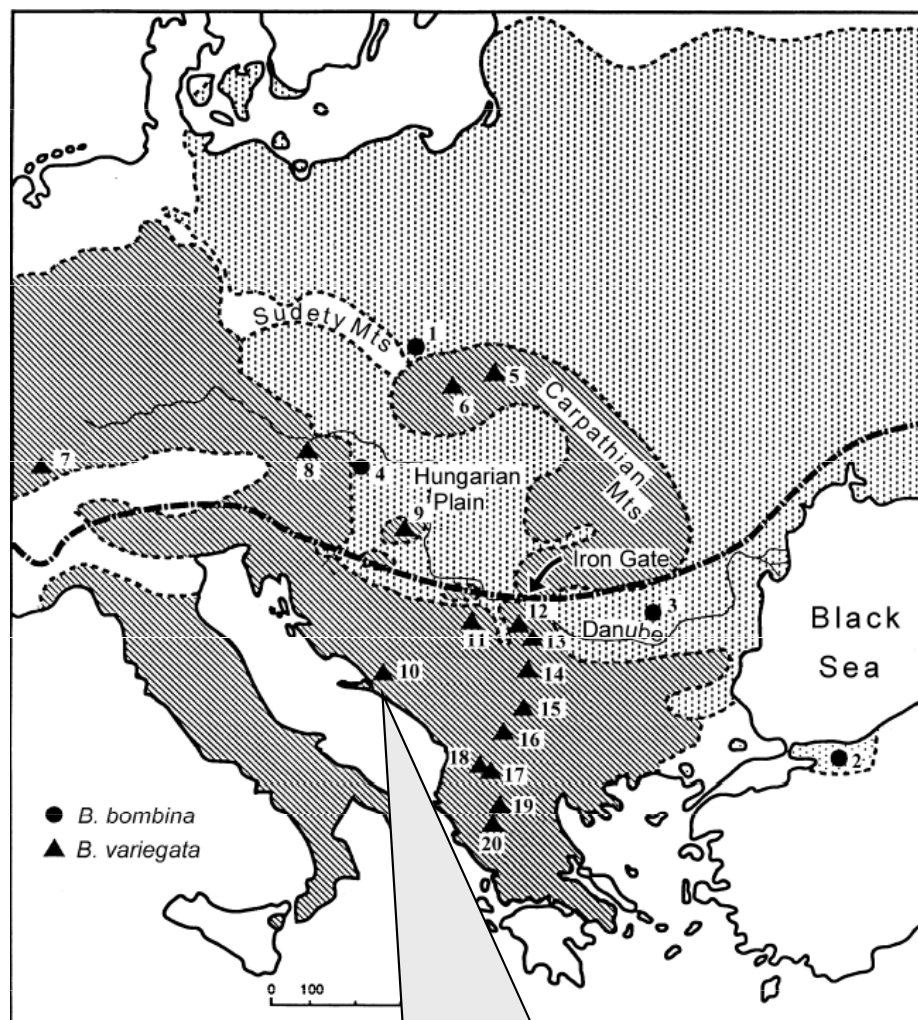 Sudety Mts
1
5
6
Carpathian Mts
7
8
4
Hungarian
Plain
9
Iron Gate
12
3
11
Danube
13
Black
Sea
10
14
15
16
2
18
17
19
20
B. bombina
B. variegata
0 100